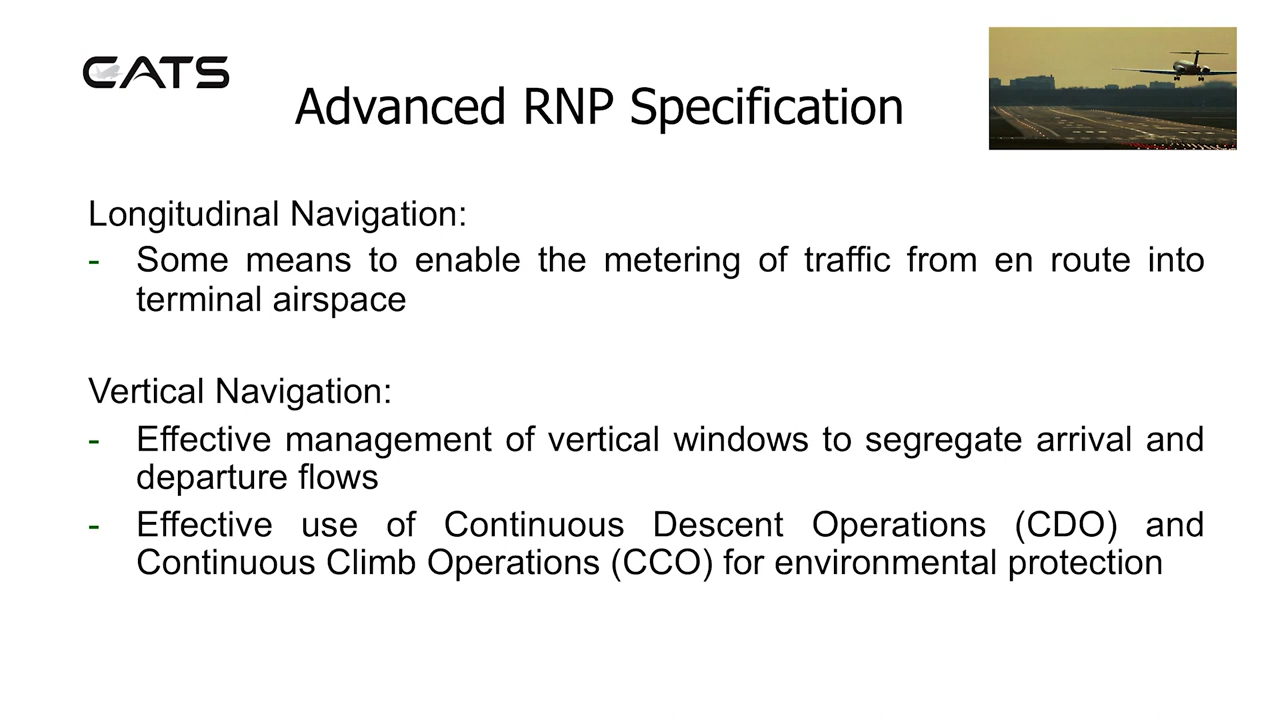 CATS
Advanced RNP Specification
Longitudinal Navigation:
- Some means to enable the metering of traffic from en route into
terminal airspace
Vertical Navigation:
- Effective management of vertical windows to segregate arrival and
departure flows
- Effective use of Continuous Descent Operations (CDO) and
Continuous Climb Operations (CCO) for environmental protection